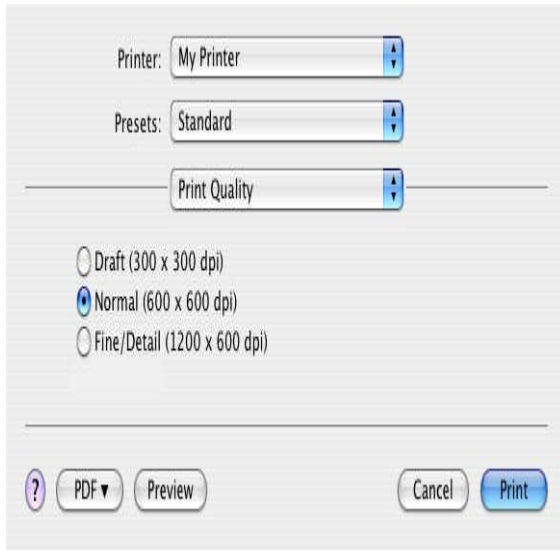 Printer: My Printer
Presets: Standard
Print Quality
Draft (300 x 300 dpi)
Normal (600 x 600 dpi)
Fine/Detail (1200 x 600 dpi)
? PDF▼ Preview Cancel Print